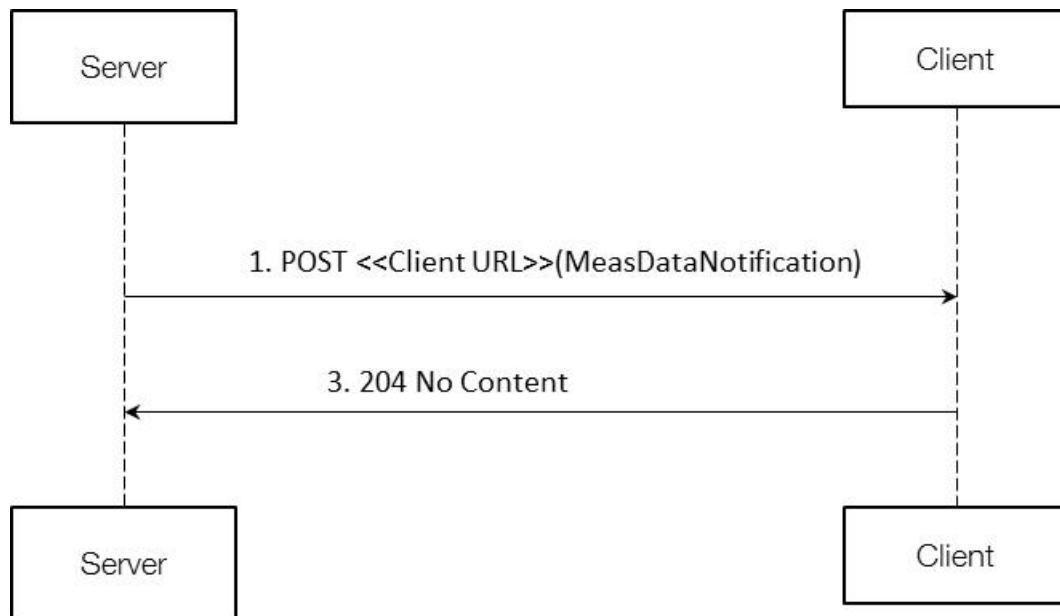 Server
Client
1. POST <<Client URL>>(MeasDataNotification)
3. 204 No Content
Server
Client